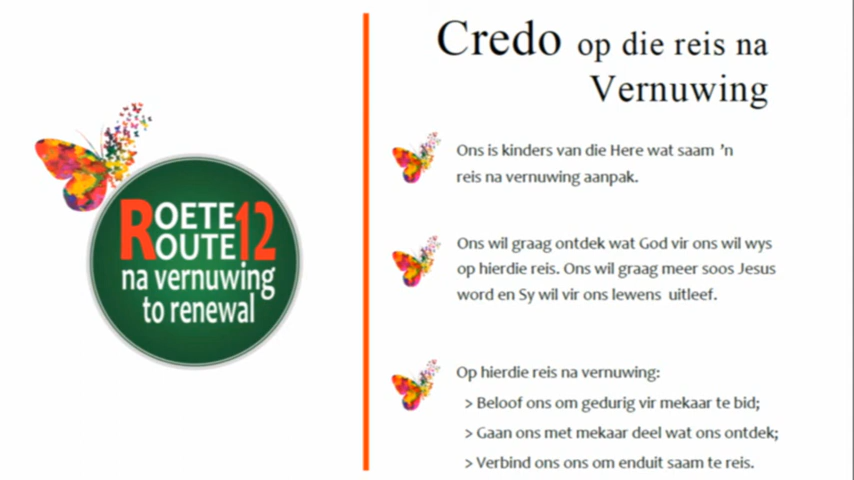 ROETE 12
ROUTE
na vernuwing
to renewal
Credo op die reis na
Vernuwing
Ons is kinders van die Here wat saam 'n
reis na vernuwing aanpak.
Ons wil graag ontdek wat God vir ons wil wys
op hierdie reis. Ons wil graag meer soos Jesus
word en Sy wil vir ons lewens uitleef.
Op hierdie reis na vernuwing:
> Beloof ons om gedurig vir mekaar te bid;
> Gaan ons met mekaar deel wat ons ontdek;
> Verbind ons ons om enduit saam te reis.